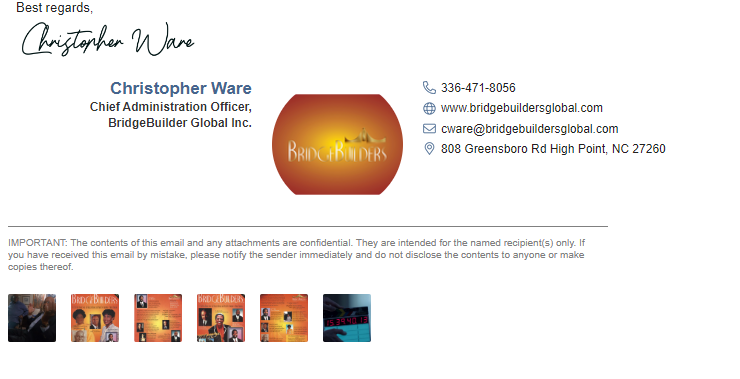 Best regards,
Christopher Ware
Christopher Ware
Chief Administration Officer,
BridgeBuilder Global Inc.
BRIDGEBUILDERS
336-471-8056
www.bridgebuildersglobal.com
cware@bridgebuildersglobal.com
808 Greensboro Rd High Point, NC 27260
IMPORTANT: The contents of this email and any attachments are confidential. They are intended for the named recipient(s) only. If
you have received this email by mistake, please notify the sender immediately and do not disclose the contents to anyone or make
copies thereof.
BRIDGEBUILDERS
BRIDGEBUILDERS